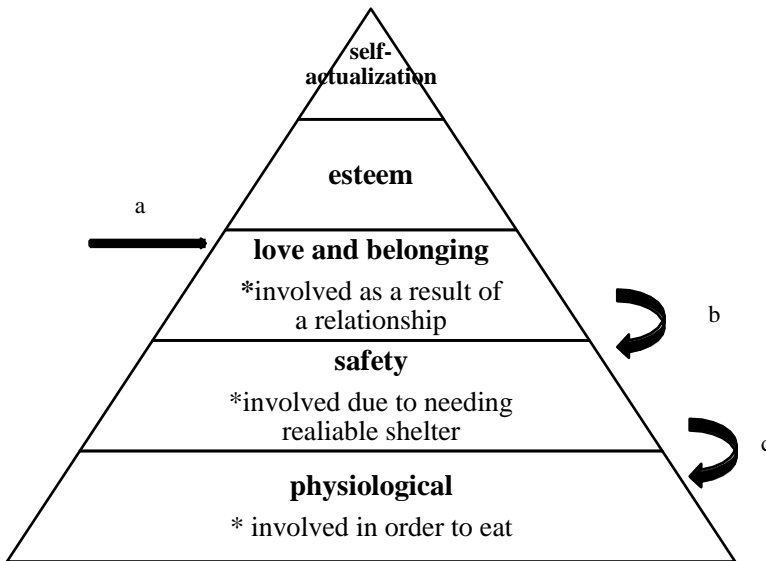 self-
actualization
esteem
a
love and belonging
*involved as a result of
a relationship
b
safety
*involved due to needing
realiable shelter
c
physiological
* involved in order to eat